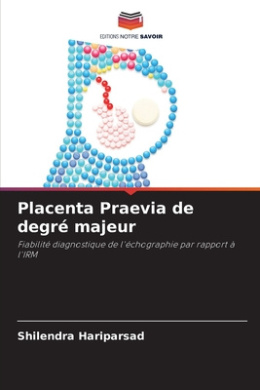 EDITIONS NOTRE SAVOIR
Placenta Praevia de
degré majeur
Fiabilité diagnostique de l'échographie par rapport à
l'IRM
Shilendra Hariparsad